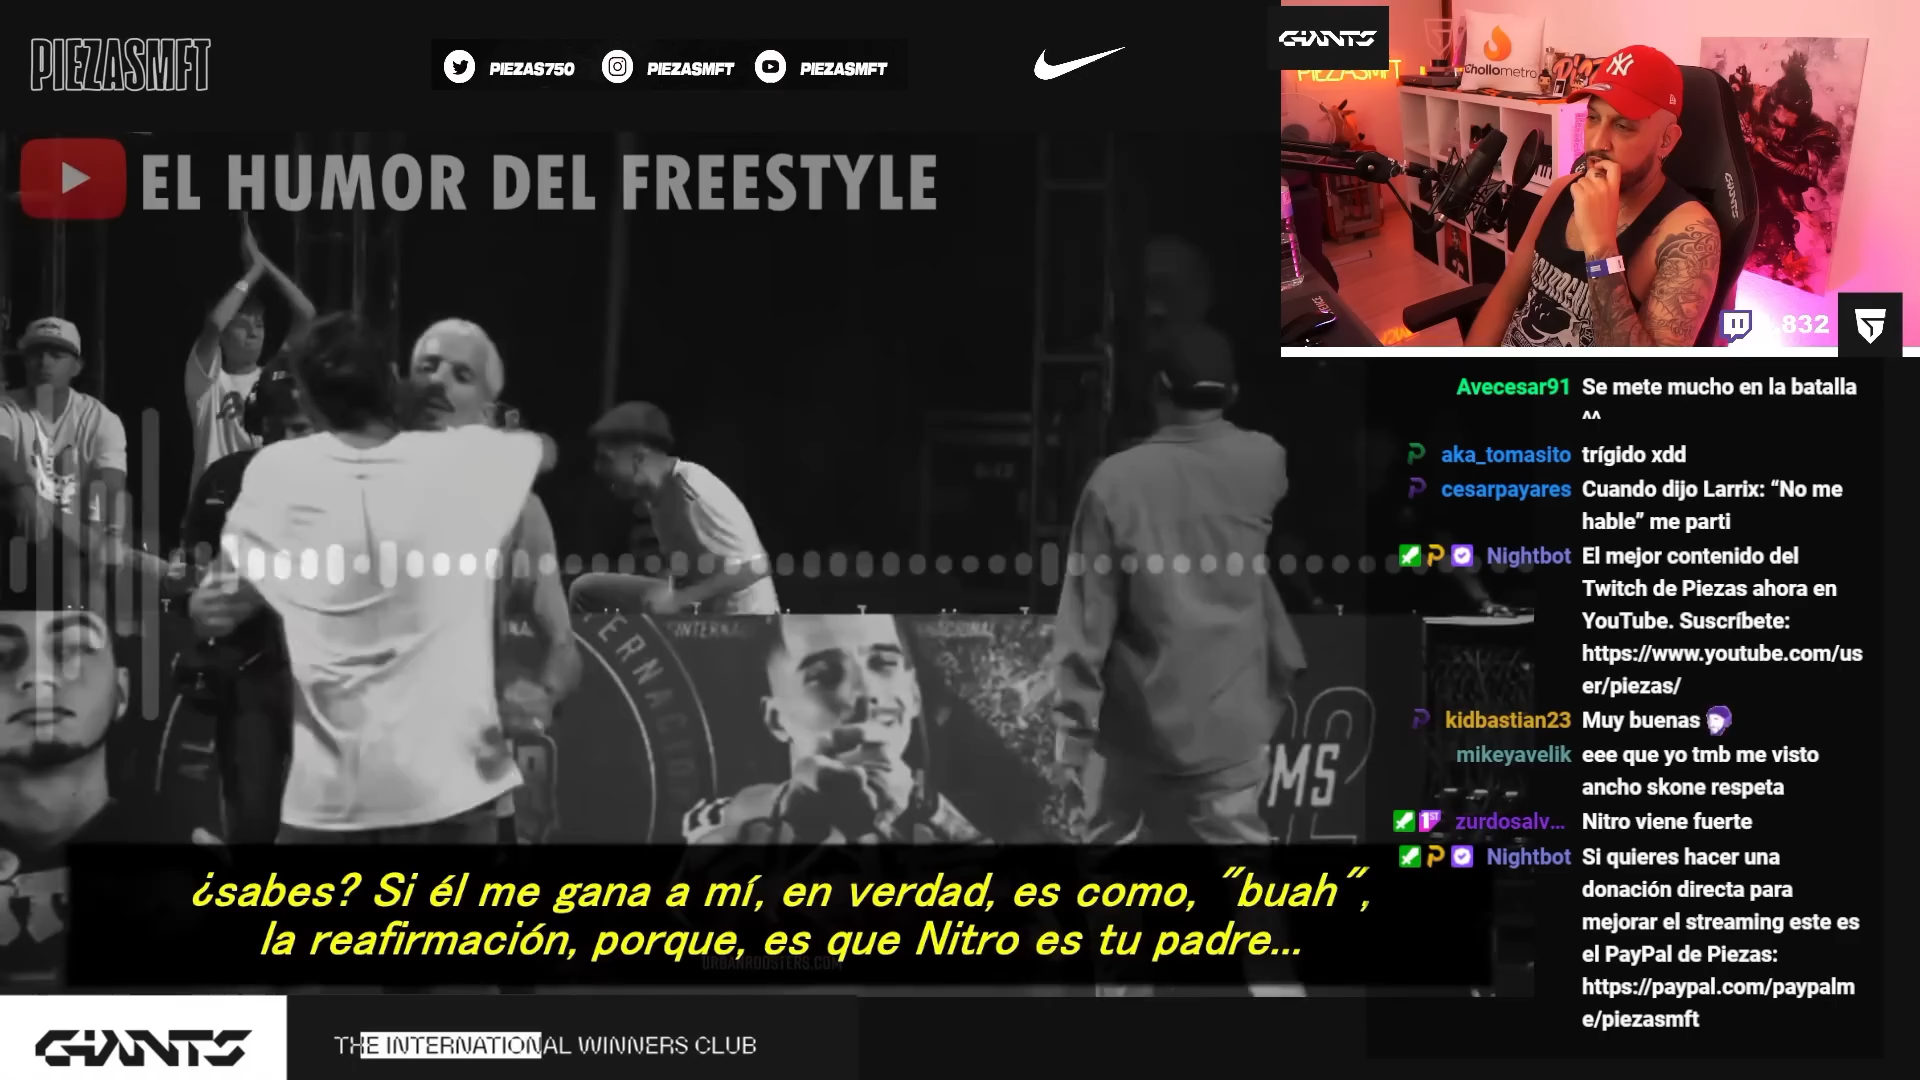 PIEZASMFT
PIEZAS750
PIEZASMFT
PIEZASMFT
GIANTS
Chollometro
PIEZASMFT
EL HUMOR DEL FREESTYLE
832
Avecesar91 Se mete mucho en la batalla
^^
aka_tomasito trígido xdd
cesarpayares Cuando dijo Larrix: “No me
hable” me parti
Nightbot El mejor contenido del
Twitch de Piezas ahora en
YouTube. Suscríbete:
https://www.youtube.com/us
er/piezas/
kidbastian23 Muy buenas
mikeyavelik eee que yo tmb me visto
ancho skone respeta
1ST zurdosalv... Nitro viene fuerte
Nightbot Si quieres hacer una
donación directa para
mejorar el streaming este es
el PayPal de Piezas:
https://paypal.com/paypalm
e/piezasmft
¿sabes? Si él me gana a mí, en verdad, es como, "buah",
la reafirmación, porque, es que Nitro es tu padre...
URBANROOSTERS.COM
GIANTS
THE INTERNATIONAL WINNERS CLUB